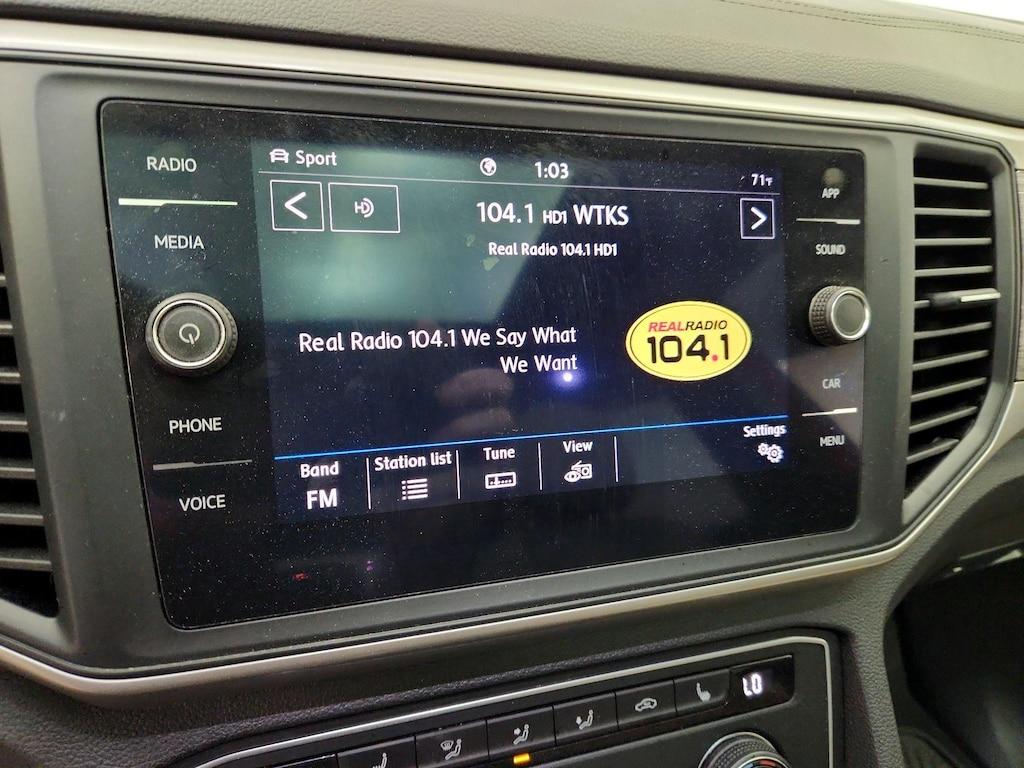 RADIO
MEDIA
PHONE
VOICE
Sport
1:03
71°F
HD
104.1 HD1 WTKS
Real Radio 104.1 HD1
Real Radio 104.1 We Say What
We Want
REALRADIO
104.1
Band
FM
Station list
Tune
View
Settings
APP
SOUND
CAR
MENU
LO